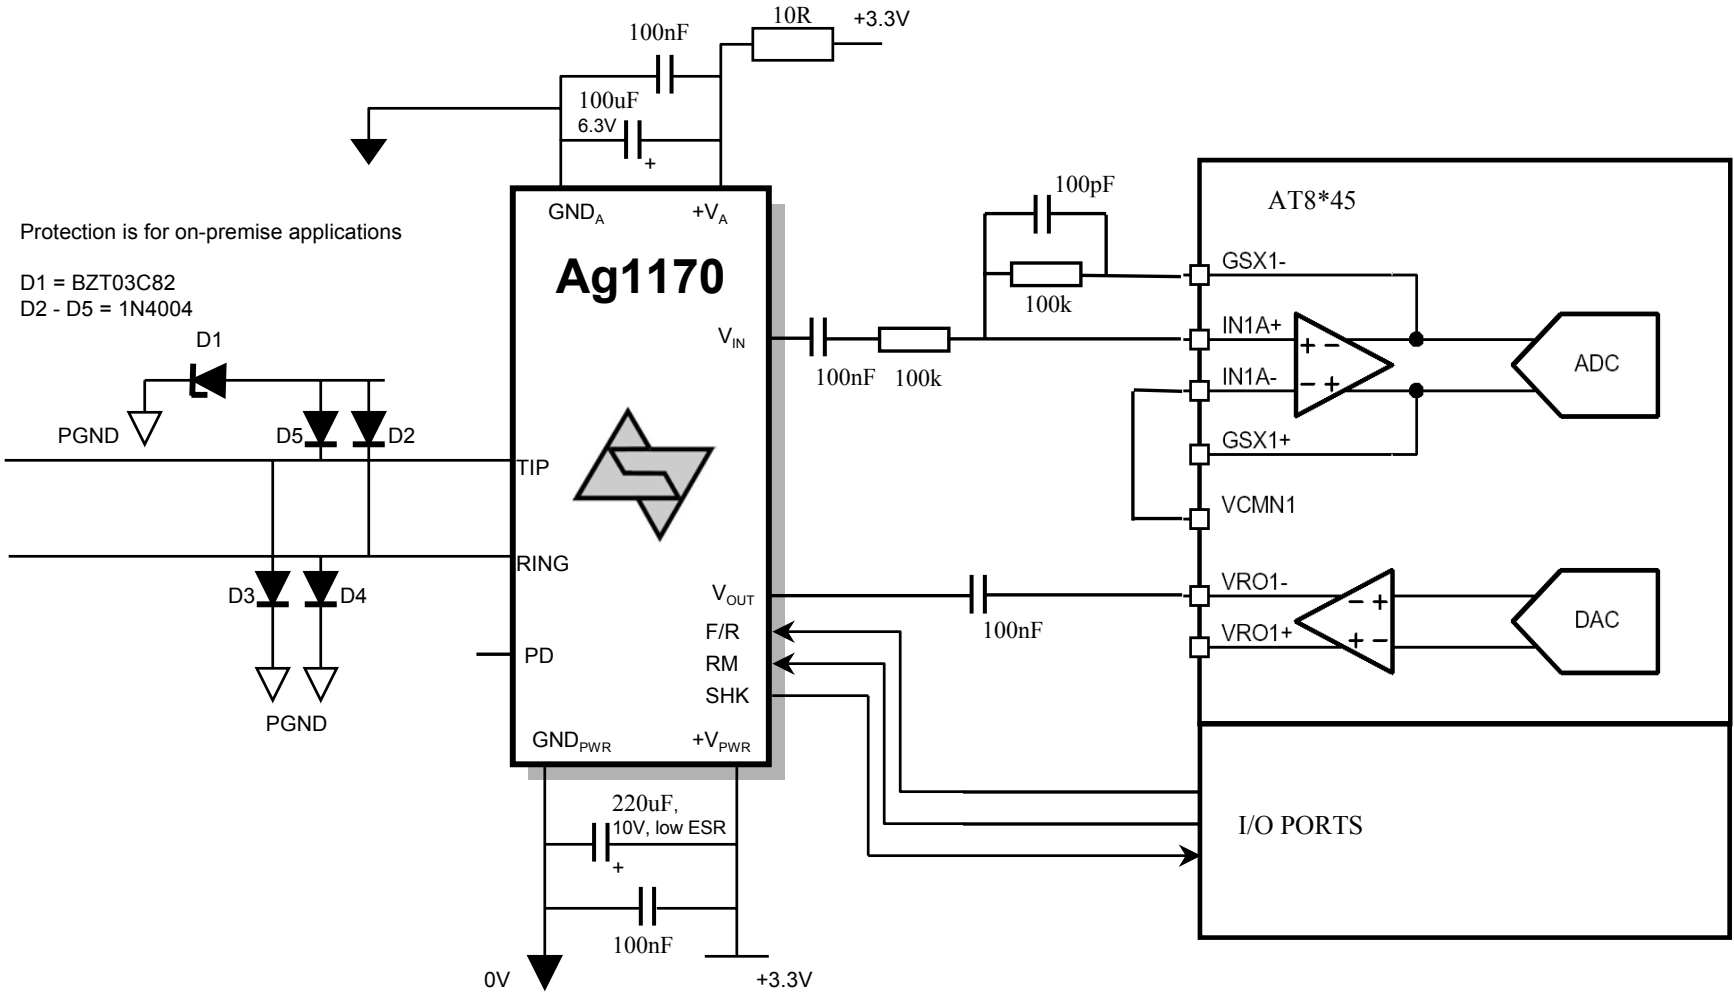 10R
+3.3V
100nF
100uF
6.3V
+
GNDA
+VA
Ag1170
Protection is for on-premise applications
D1 = BZT03C82
D2 - D5 = 1N4004
D1
PGND
D5
D2
TIP
RING
D3
D4
PGND
PD
VIN
VOUT
F/R
RM
SHK
GNDPWR
+VPWR
220uF,
10V, low ESR
+
100nF
0V
+3.3V
100pF
100k
100nF
100k
100nF
AT8*45
GSX1-
IN1A+
+ −
ADC
IN1A-
− +
GSX1+
VCMN1
VRO1-
− +
DAC
VRO1+
+ −
I/O PORTS